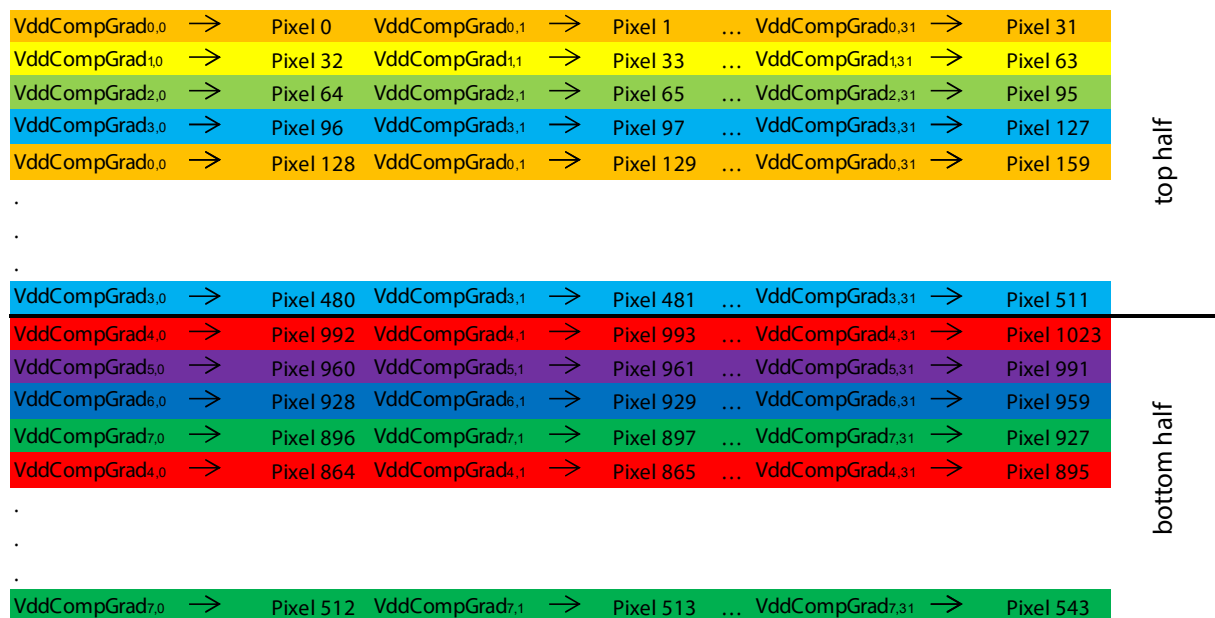 VddCompGrad0,0 → Pixel 0 VddCompGrad0,1 → Pixel 1 … VddCompGrad0,31 → Pixel 31
VddCompGrad1,0 → Pixel 32 VddCompGrad1,1 → Pixel 33 … VddCompGrad1,31 → Pixel 63
VddCompGrad2,0 → Pixel 64 VddCompGrad2,1 → Pixel 65 … VddCompGrad2,31 → Pixel 95
VddCompGrad3,0 → Pixel 96 VddCompGrad3,1 → Pixel 97 … VddCompGrad3,31 → Pixel 127
VddCompGrad0,0 → Pixel 128 VddCompGrad0,1 → Pixel 129 … VddCompGrad0,31 → Pixel 159
.
.
.
VddCompGrad3,0 → Pixel 480 VddCompGrad3,1 → Pixel 481 … VddCompGrad3,31 → Pixel 511
top half
VddCompGrad4,0 → Pixel 992 VddCompGrad4,1 → Pixel 993 … VddCompGrad4,31 → Pixel 1023
VddCompGrad5,0 → Pixel 960 VddCompGrad5,1 → Pixel 961 … VddCompGrad5,31 → Pixel 991
VddCompGrad6,0 → Pixel 928 VddCompGrad6,1 → Pixel 929 … VddCompGrad6,31 → Pixel 959
VddCompGrad7,0 → Pixel 896 VddCompGrad7,1 → Pixel 897 … VddCompGrad7,31 → Pixel 927
VddCompGrad4,0 → Pixel 864 VddCompGrad4,1 → Pixel 865 … VddCompGrad4,31 → Pixel 895
.
.
.
VddCompGrad7,0 → Pixel 512 VddCompGrad7,1 → Pixel 513 … VddCompGrad7,31 → Pixel 543
bottom half